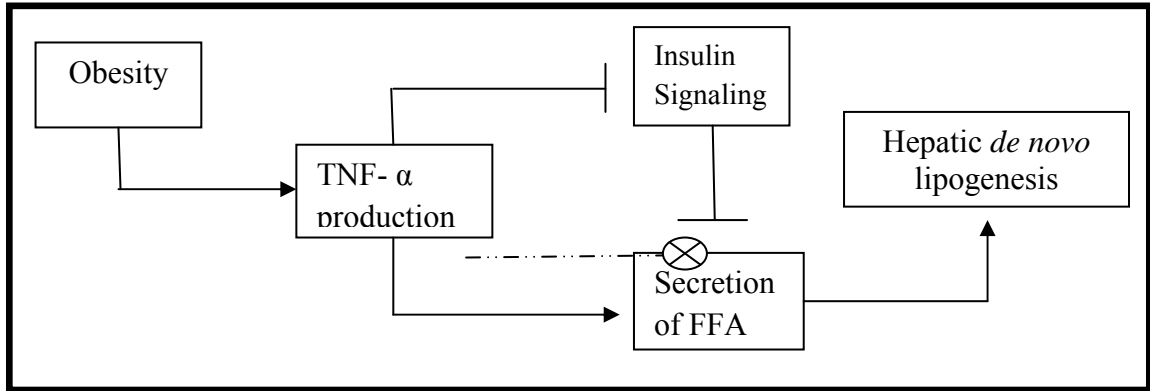 Obesity
TNF- α
production
Insulin
Signaling
Secretion
of FFA
Hepatic de novo
lipogenesis